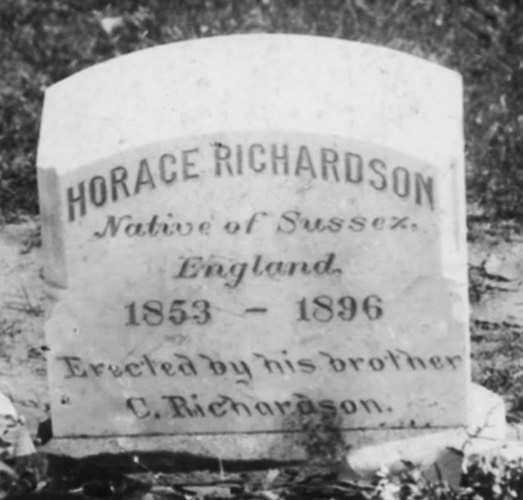 HORACE RICHARDSON
Native of Sussex,
England.
1853 - 1896
Erected by his brother
C. Richardson.